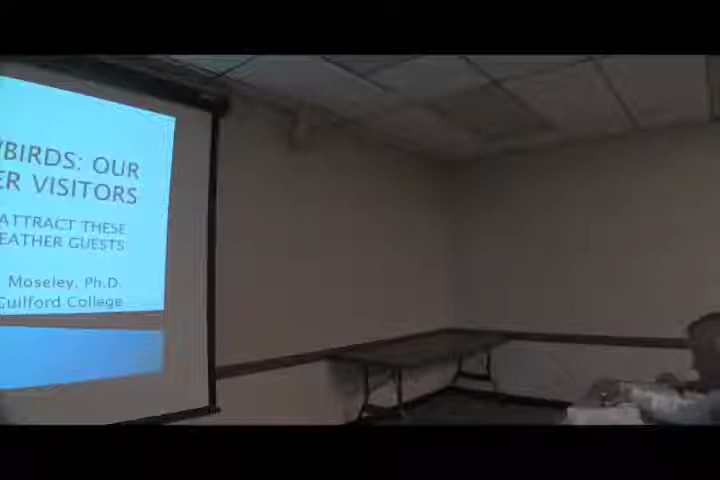 BIRDS: OUR
ER VISITORS
ATTRACT THESE
EATHER GUESTS
Moseley, Ph.D.
Guilford College